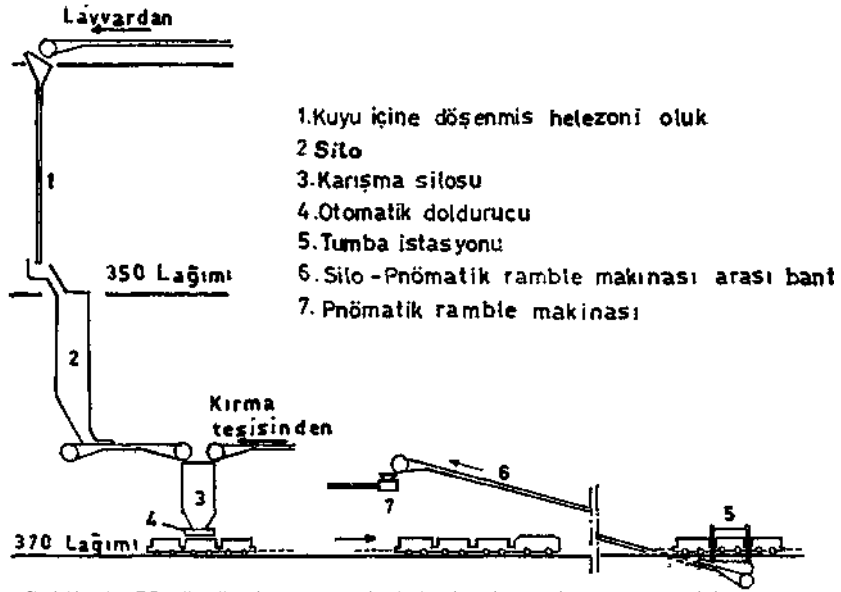 Lavvardan
1.Kuyu içine döşenmis helezoni oluk
2 Silo
3.Karışma silosu
4.Otomatik doldurucu
5.Tumba istasyonu
6.Silo-Pnömatik ramble makınası arası bant
7.Pnömatik ramble makinası
1
350 Lağımı
2
Kırma
tesisinden
3
4
6
7
5
370 Lağımı